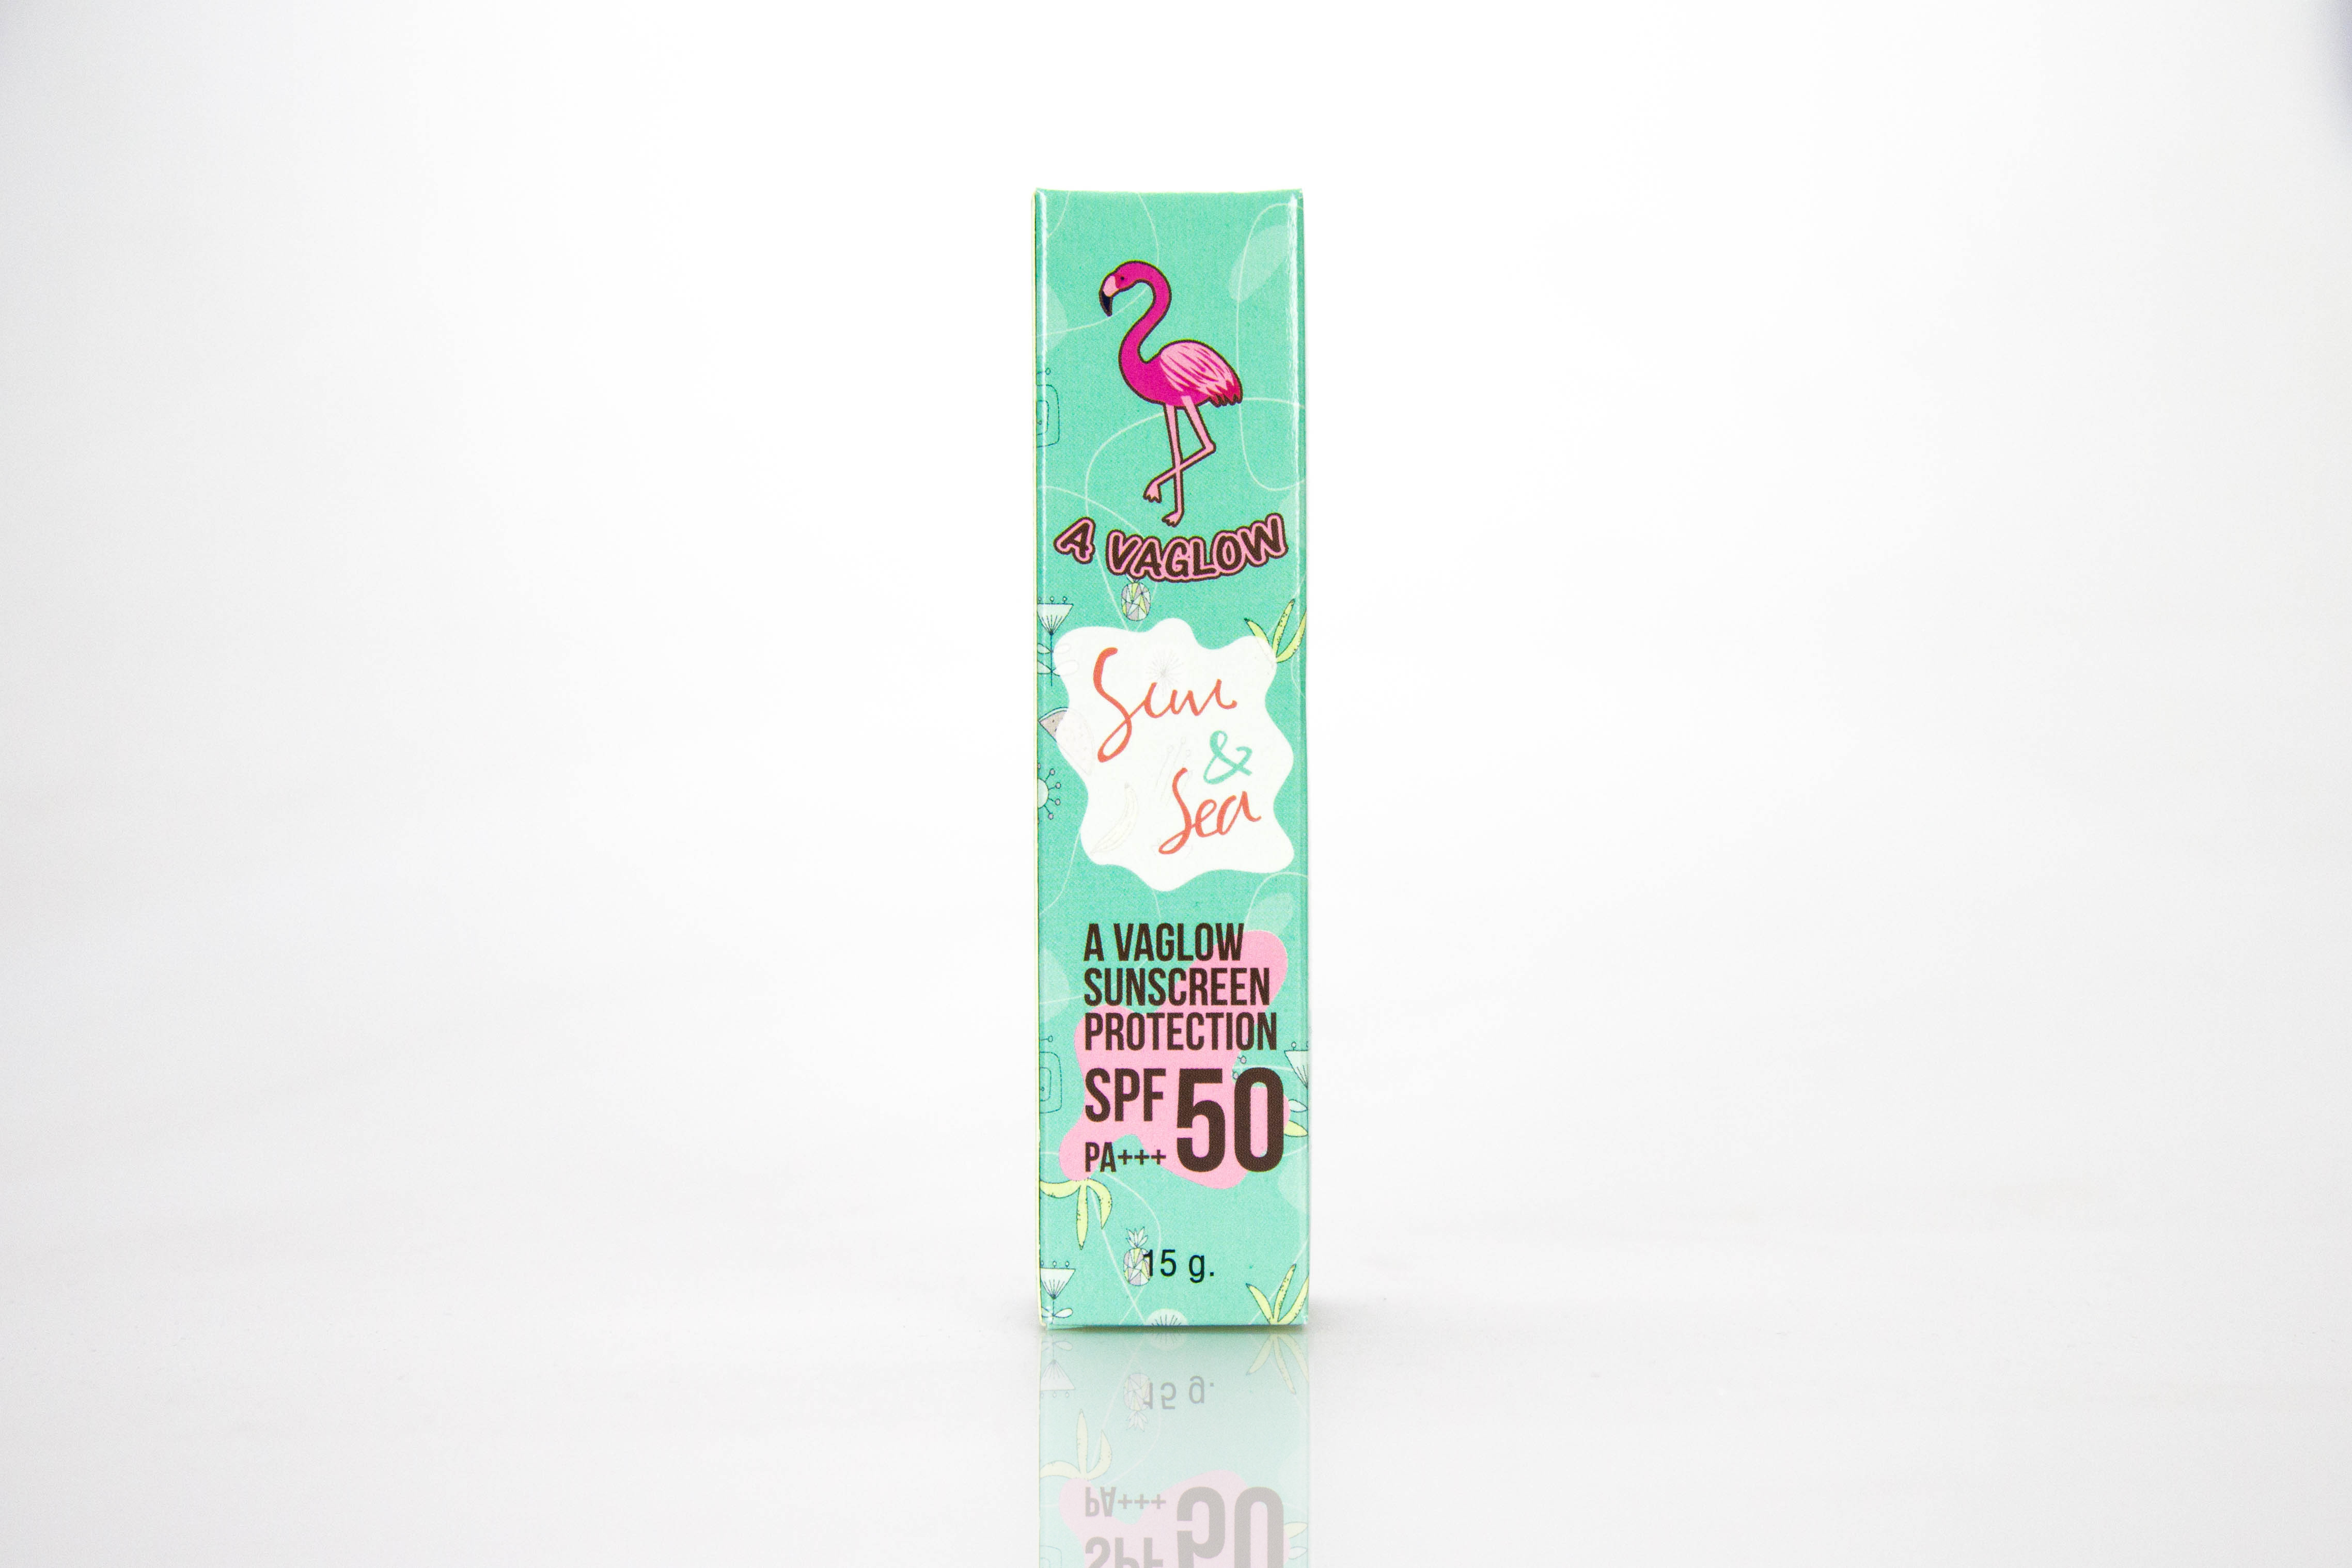 A VAGLOW
Sun
&
Sea
A VAGLOW
SUNSCREEN
PROTECTION
SPF 50
PA+++
15 g.